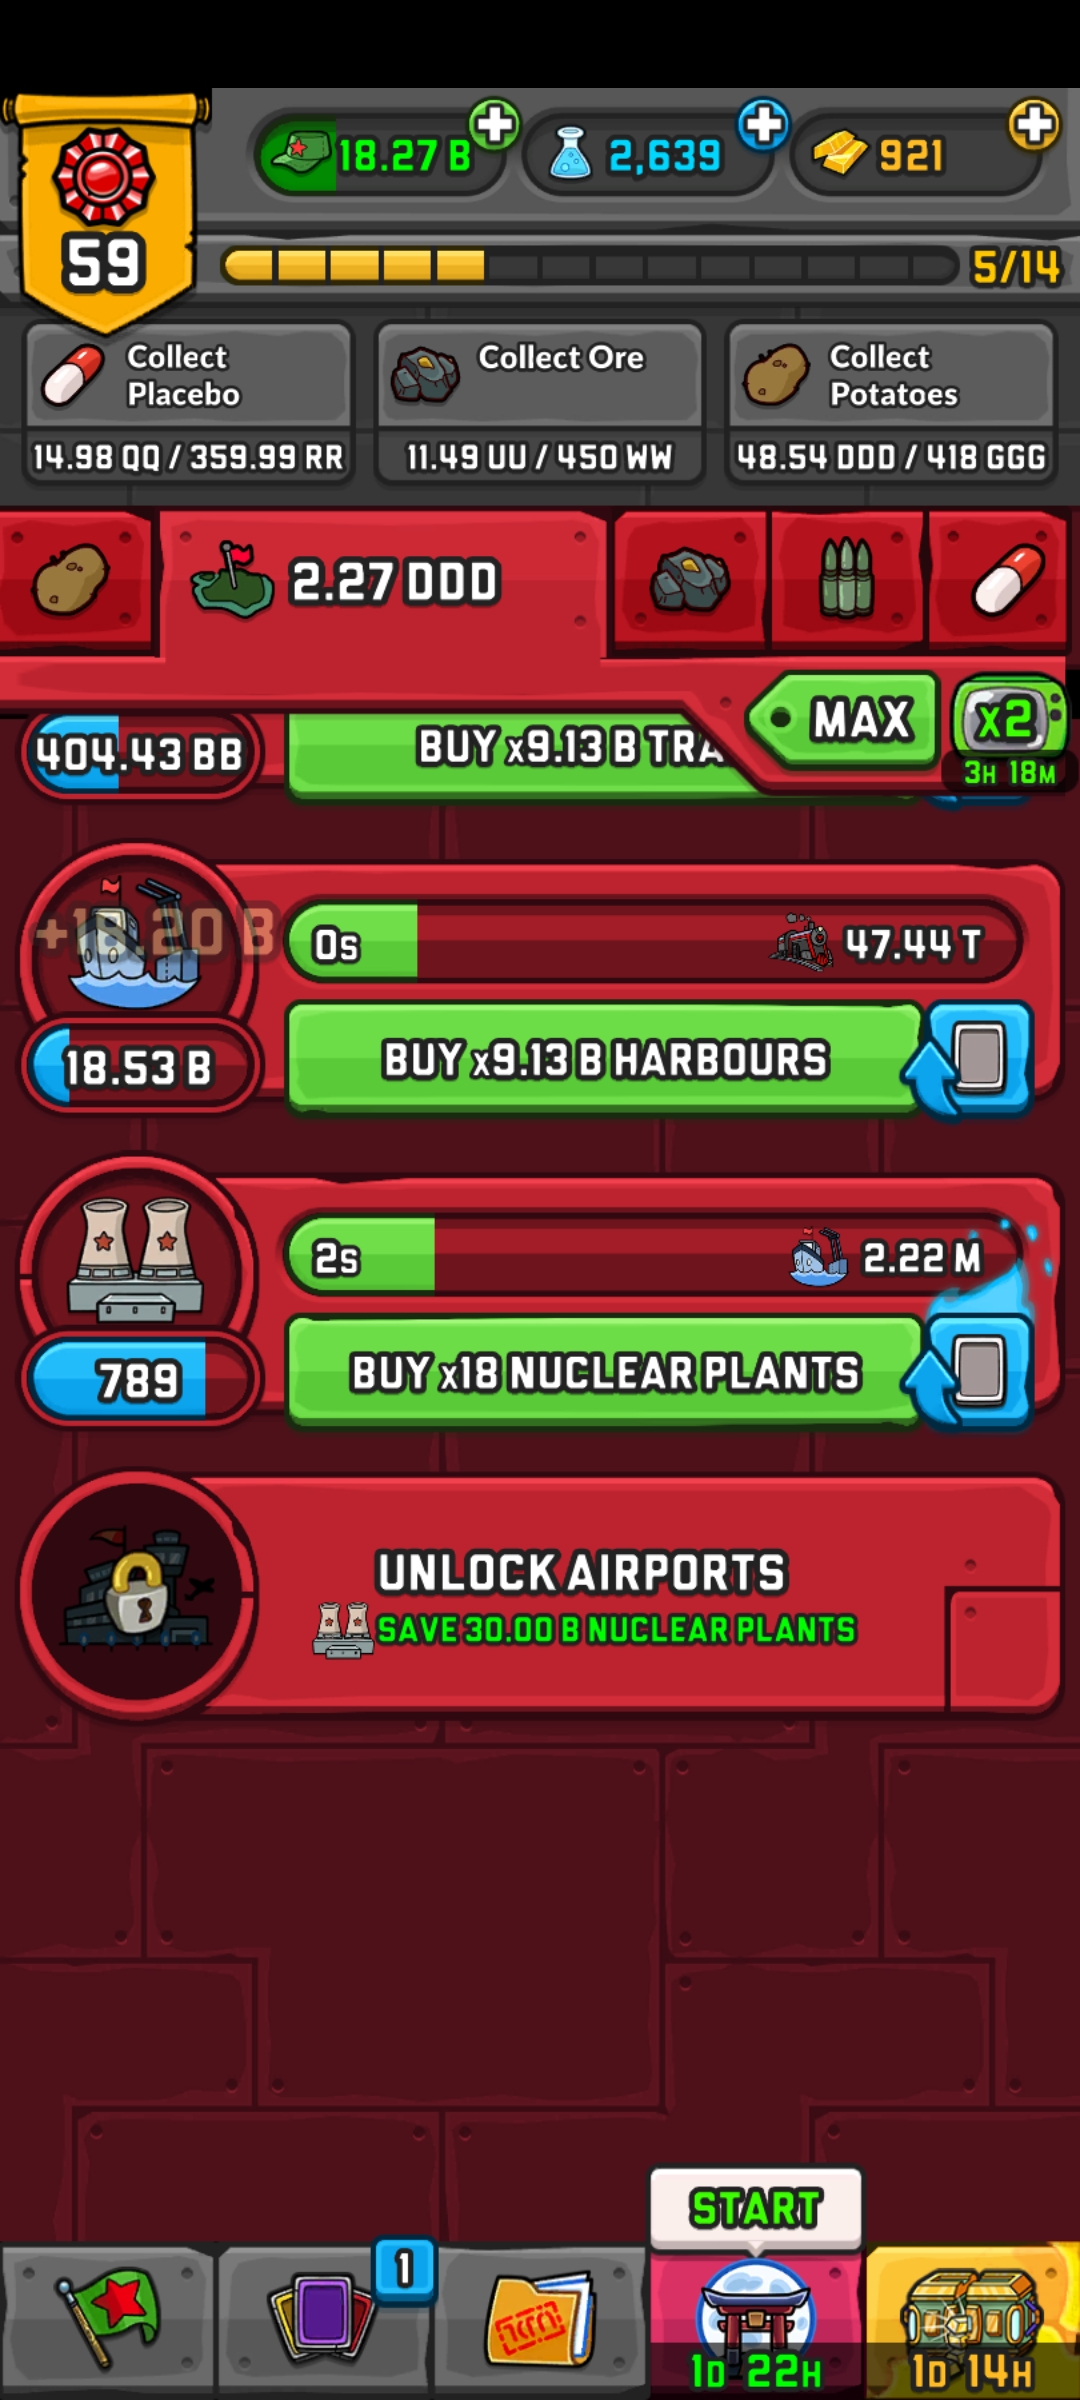 18.27 B
2,639
921
59
5/14
Collect Placebo
14.98 QQ / 359.99 RR
Collect Ore
11.49 UU / 450 WW
Collect Potatoes
48.54 DDD / 418 GGG
2.27 DDD
MAX
x2
3H 18M
404.43 BB
BUY x9.13 B TRA
0s
47.44 T
18.53 B
BUY x9.13 B HARBOURS
2s
2.22 M
789
BUY x18 NUCLEAR PLANTS
UNLOCK AIRPORTS
SAVE 30.00 B NUCLEAR PLANTS
START
1
1D 22H
1D 14H